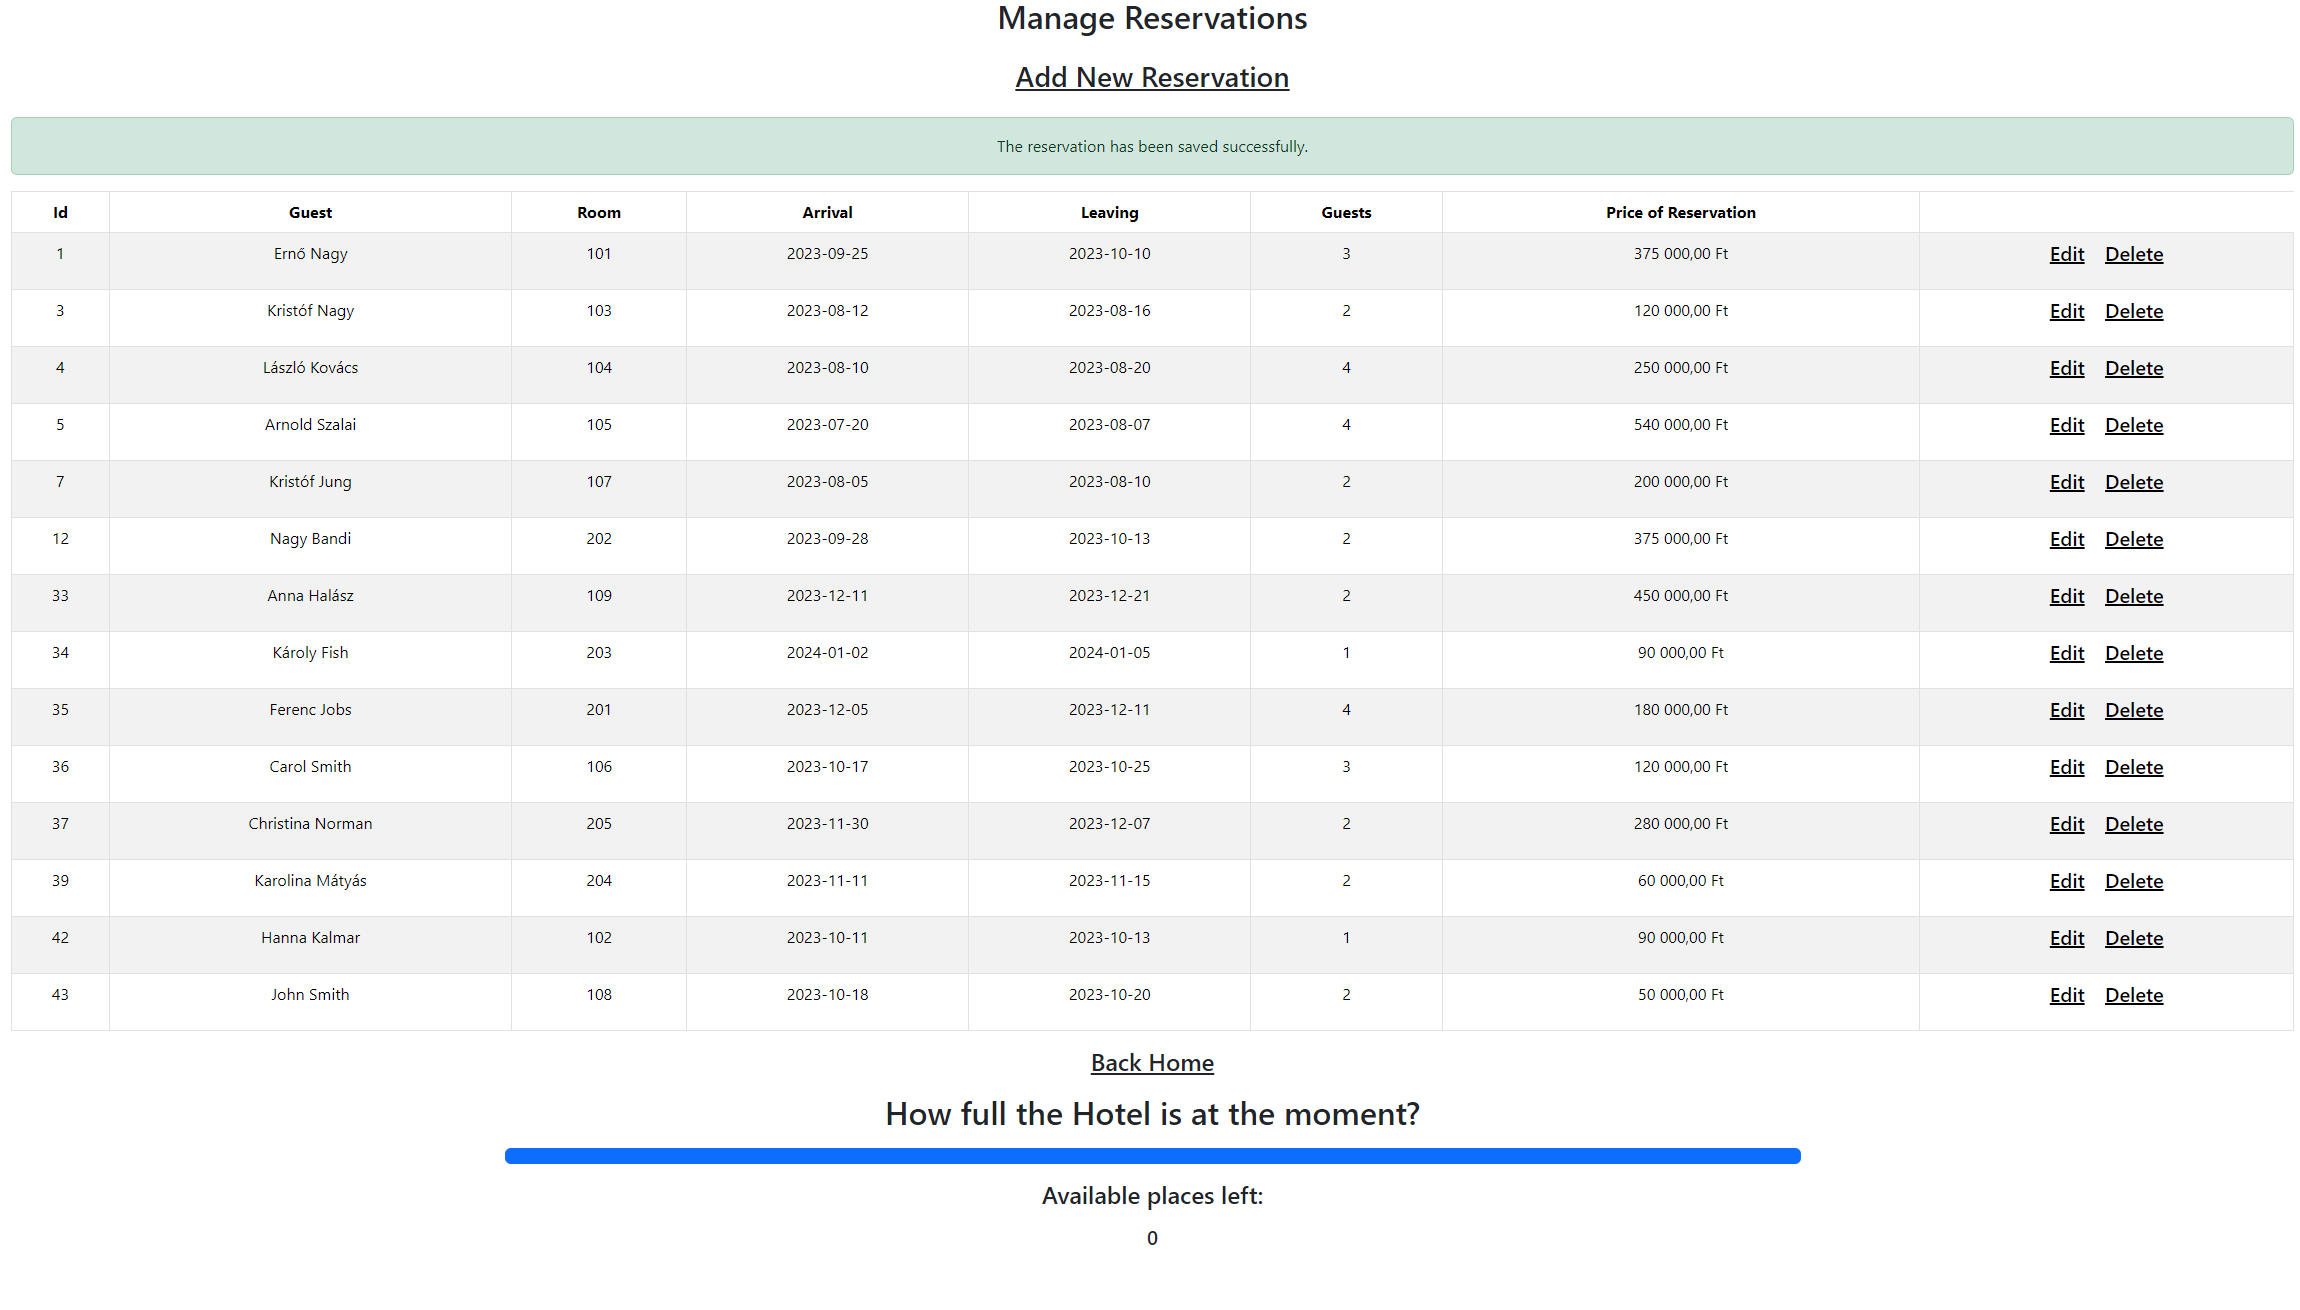 Manage Reservations
Add New Reservation
The reservation has been saved successfully.
Id Guest Room Arrival Leaving Guests Price of Reservation
1 Ernő Nagy 101 2023-09-25 2023-10-10 3 375 000,00 Ft Edit Delete
3 Kristóf Nagy 103 2023-08-12 2023-08-16 2 120 000,00 Ft Edit Delete
4 László Kovács 104 2023-08-10 2023-08-20 4 250 000,00 Ft Edit Delete
5 Arnold Szalai 105 2023-07-20 2023-08-07 4 540 000,00 Ft Edit Delete
7 Kristóf Jung 107 2023-08-05 2023-08-10 2 200 000,00 Ft Edit Delete
12 Nagy Bandi 202 2023-09-28 2023-10-13 2 375 000,00 Ft Edit Delete
33 Anna Halász 109 2023-12-11 2023-12-21 2 450 000,00 Ft Edit Delete
34 Károly Fish 203 2024-01-02 2024-01-05 1 90 000,00 Ft Edit Delete
35 Ferenc Jobs 201 2023-12-05 2023-12-11 4 180 000,00 Ft Edit Delete
36 Carol Smith 106 2023-10-17 2023-10-25 3 120 000,00 Ft Edit Delete
37 Christina Norman 205 2023-11-30 2023-12-07 2 280 000,00 Ft Edit Delete
39 Karolina Mátyás 204 2023-11-11 2023-11-15 2 60 000,00 Ft Edit Delete
42 Hanna Kalmar 102 2023-10-11 2023-10-13 1 90 000,00 Ft Edit Delete
43 John Smith 108 2023-10-18 2023-10-20 2 50 000,00 Ft Edit Delete
Back Home
How full the Hotel is at the moment?
Available places left:
0